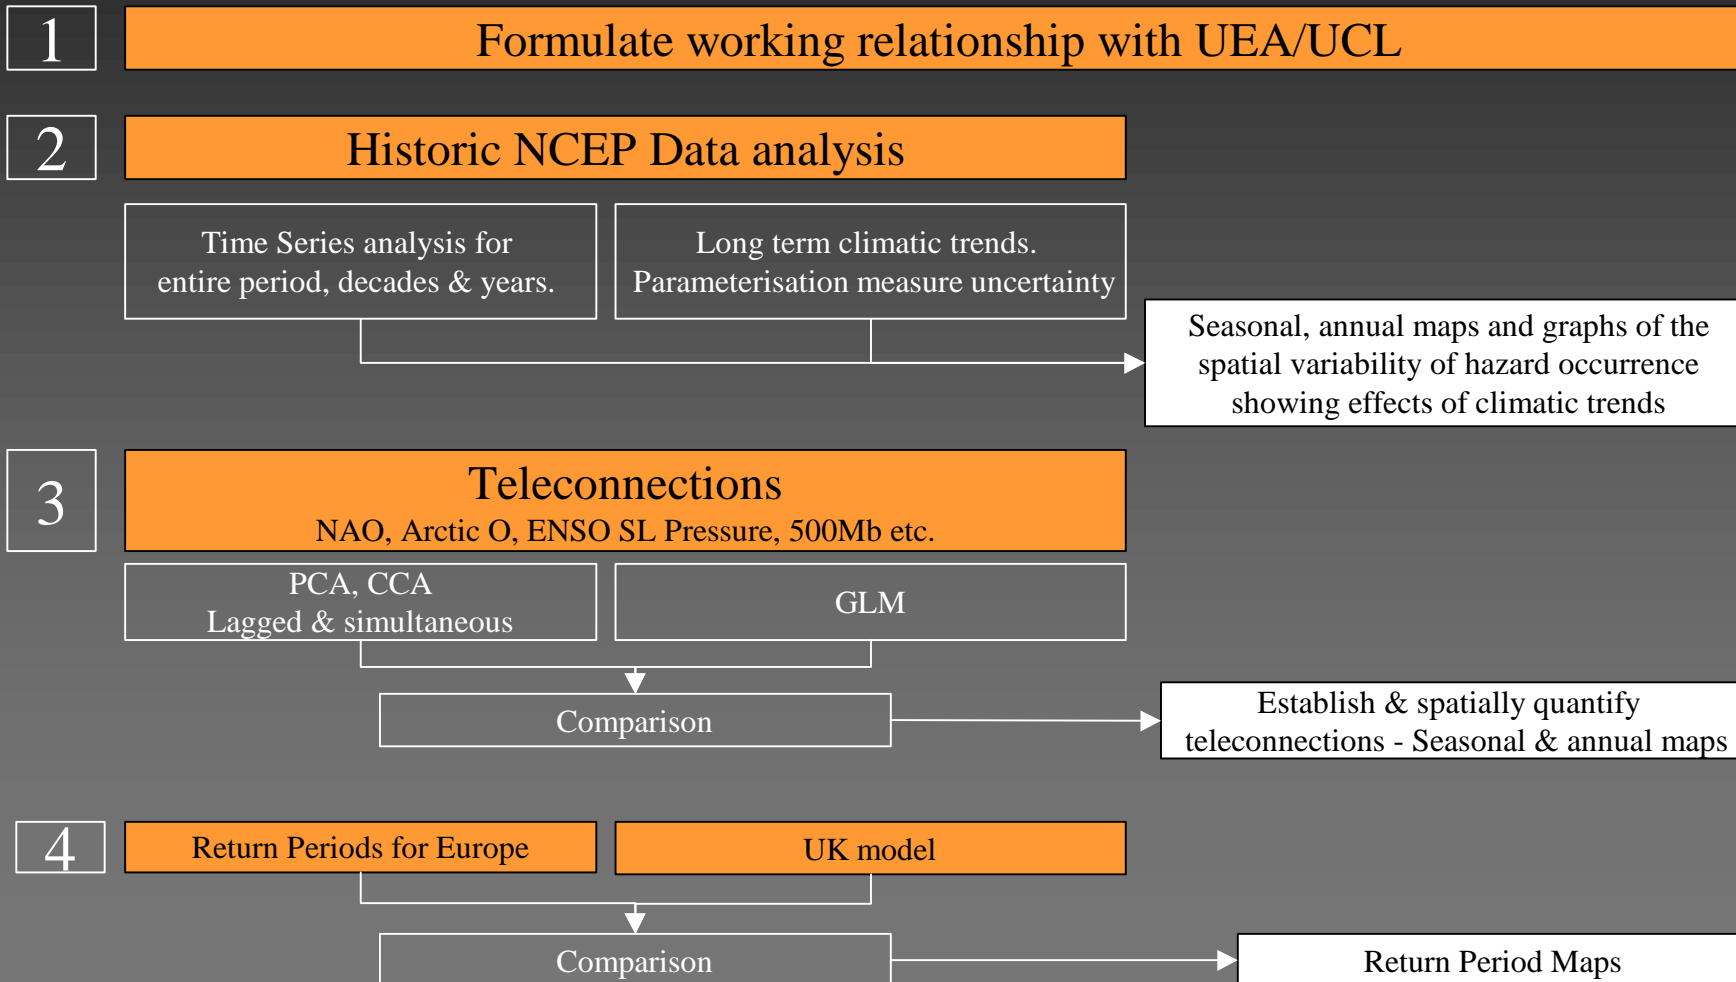 1
Formulate working relationship with UEA/UCL
2
Historic NCEP Data analysis
Time Series analysis for
entire period, decades & years.
Long term climatic trends.
Parameterisation measure uncertainty
Seasonal, annual maps and graphs of the
spatial variability of hazard occurrence
showing effects of climatic trends
3
Teleconnections
NAO, Arctic O, ENSO SL Pressure, 500Mb etc.
PCA, CCA
Lagged & simultaneous
GLM
Comparison
Establish & spatially quantify
teleconnections - Seasonal & annual maps
4
Return Periods for Europe
UK model
Comparison
Return Period Maps